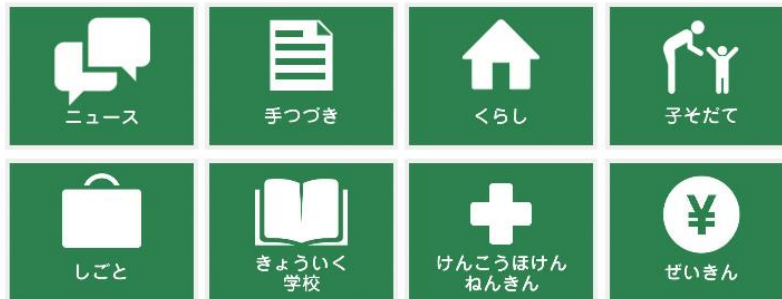 ニュース
手つづき
くらし
子そだて
しごと
きょういく
学校
けんこうほけん
ねんきん
¥
ぜいきん